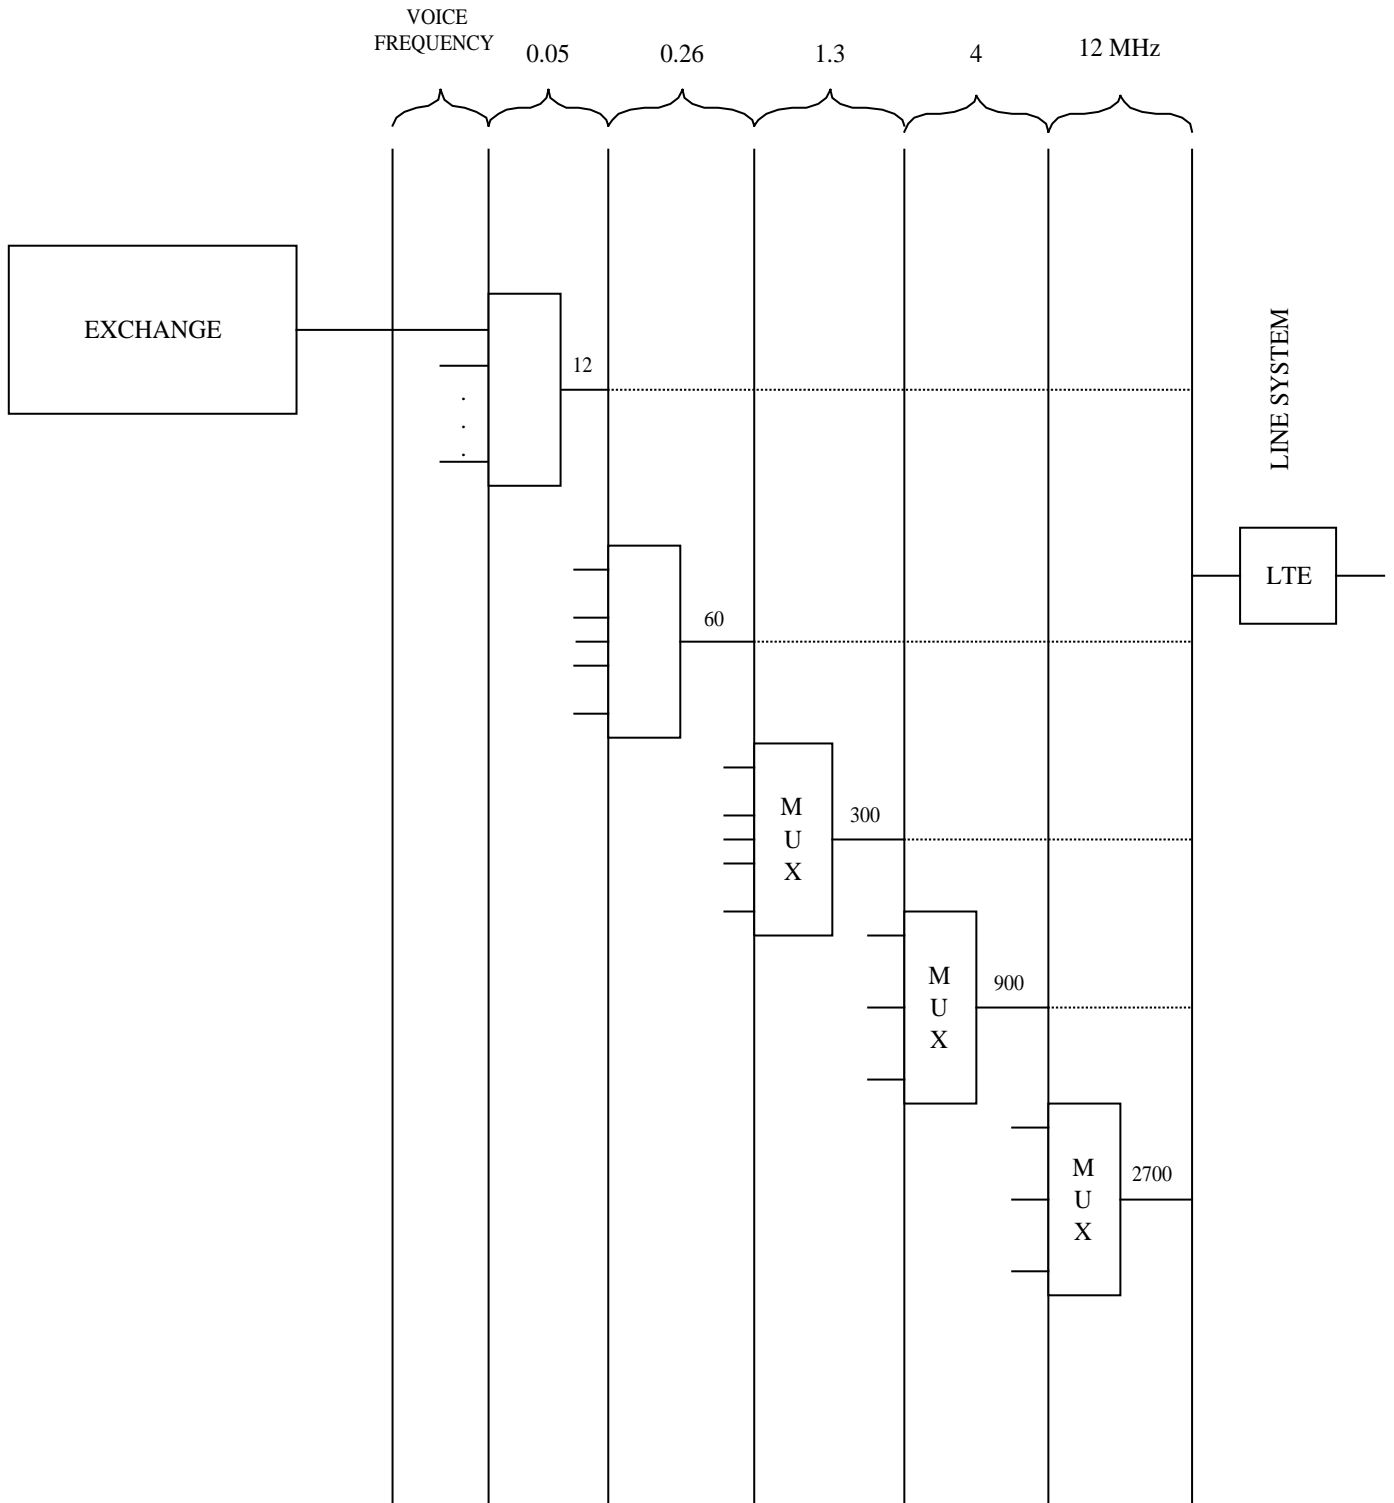 VOICE
FREQUENCY
0.05
0.26
1.3
4
12 MHz
EXCHANGE
12
.
.
.
LINE SYSTEM
LTE
60
M
U
X
300
M
U
X
900
M
U
X
2700